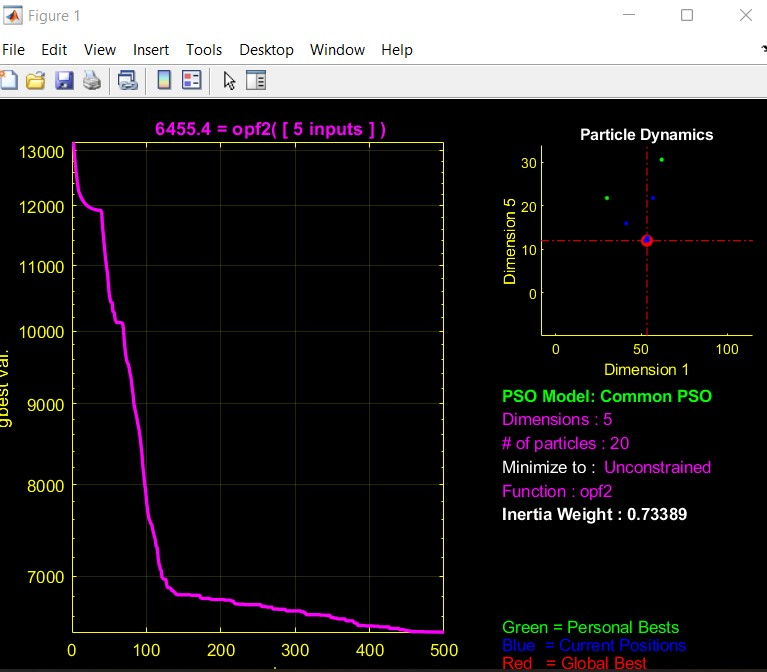 Figure 1
File Edit View Insert Tools Desktop Window Help
6455.4 = opf2( [ 5 inputs ] )
13000
12000
11000
10000
9000
8000
7000
gbest val.
0 100 200 300 400 500
Particle Dynamics
30
20
10
0
Dimension 5
0 50 100
Dimension 1
PSO Model: Common PSO
Dimensions : 5
# of particles : 20
Minimize to : Unconstrained
Function : opf2
Inertia Weight : 0.73389
Green = Personal Bests
Blue = Current Positions
Red = Global Best